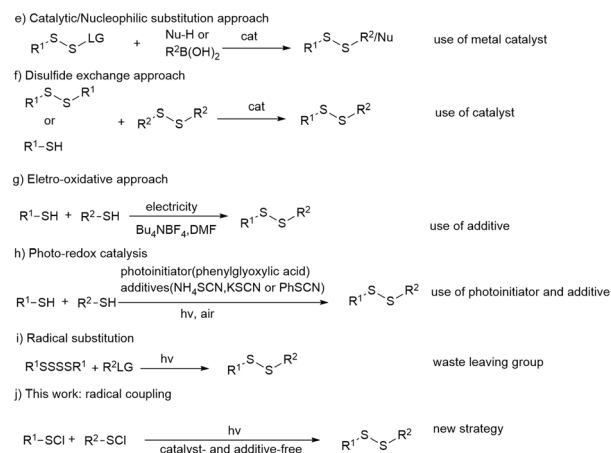 e) Catalytic/Nucleophilic substitution approach
R¹ S S LG + Nu-H or R²B(OH)₂ cat R¹ S S R²/Nu use of metal catalyst
f) Disulfide exchange approach
R¹ S S R¹
or + R² S S R² cat R¹ S S R² use of catalyst
R¹–SH
g) Eletro-oxidative approach
R¹–SH + R²–SH electricity Bu₄NBF₄,DMF R¹ S S R² use of additive
h) Photo-redox catalysis
photoinitiator(phenylglyoxylic acid)
additives(NH₄SCN,KSCN or PhSCN)
R¹–SH + R²–SH hv, air R¹ S S R² use of photoinitiator and additive
i) Radical substitution
R¹SSSSR¹ + R²LG hv R¹ S S R² waste leaving group
j) This work: radical coupling
R¹–SCl + R²–SCl hv catalyst- and additive-free R¹ S S R² new strategy